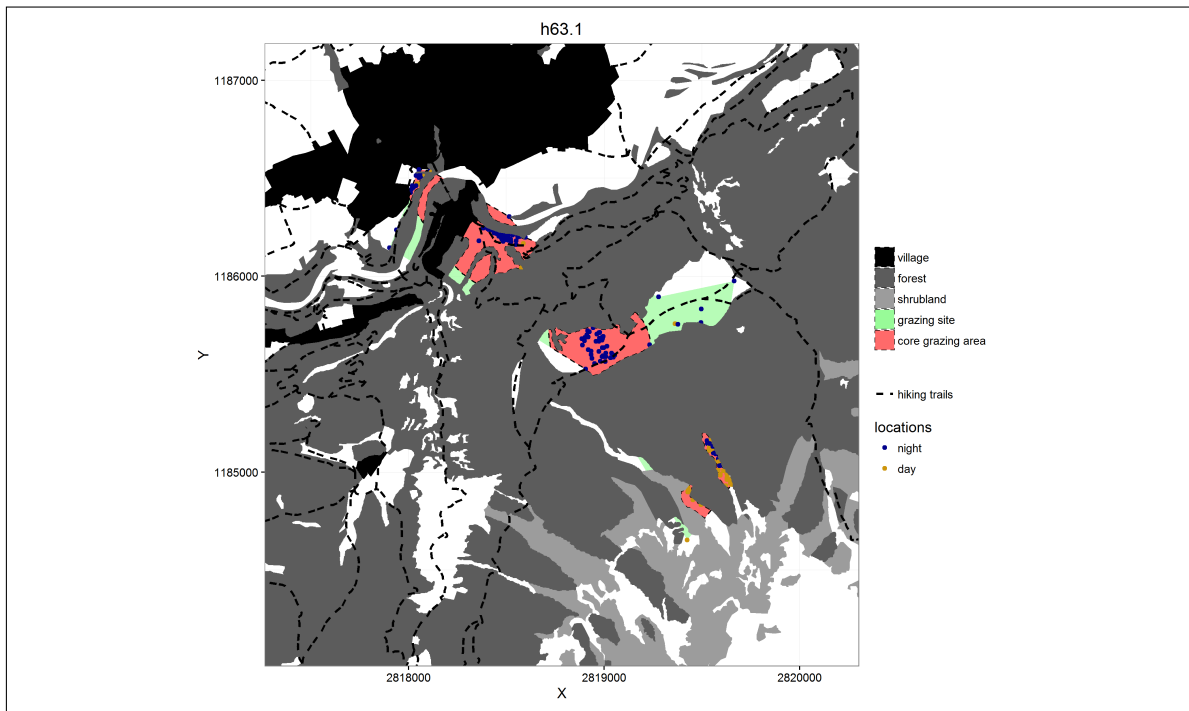 h63.1
1187000
1186000
1185000
Y
2818000
2819000
2820000
X
village
forest
shrubland
grazing site
core grazing area
hiking trails
locations
night
day